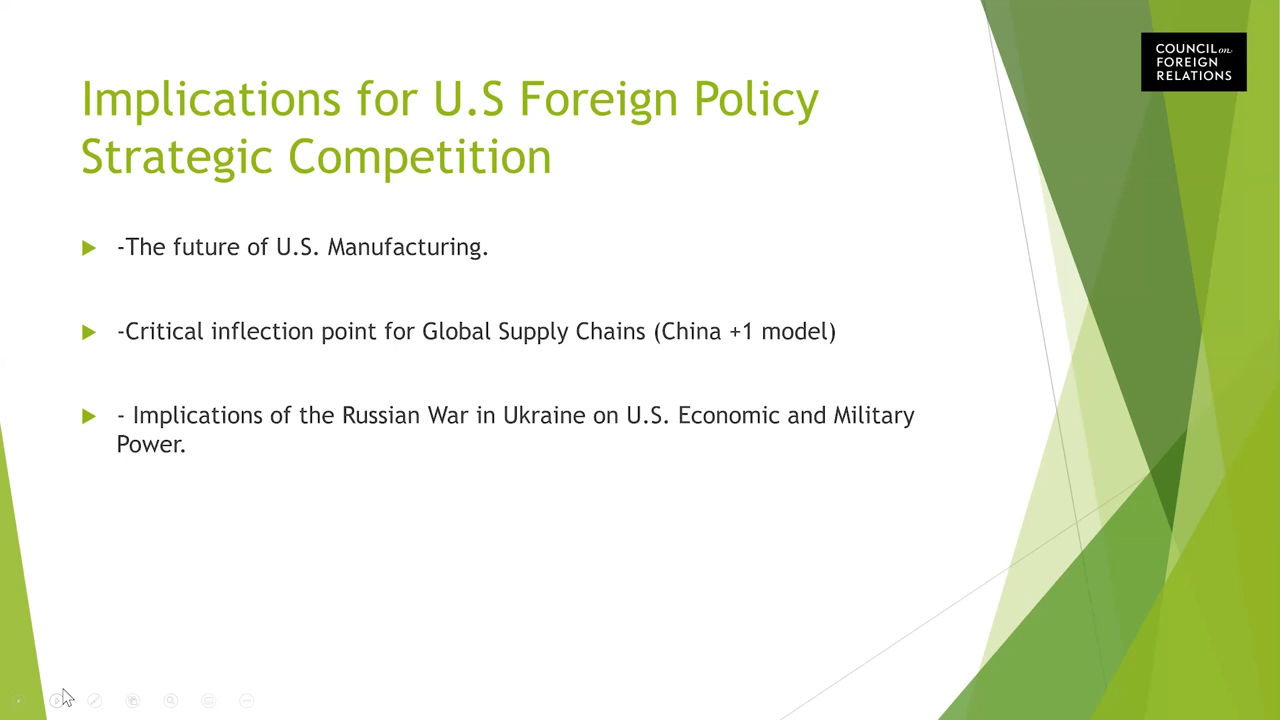 COUNCIL on
FOREIGN
RELATIONS
Implications for U.S Foreign Policy
Strategic Competition
-The future of U.S. Manufacturing.
-Critical inflection point for Global Supply Chains (China +1 model)
- Implications of the Russian War in Ukraine on U.S. Economic and Military
Power.